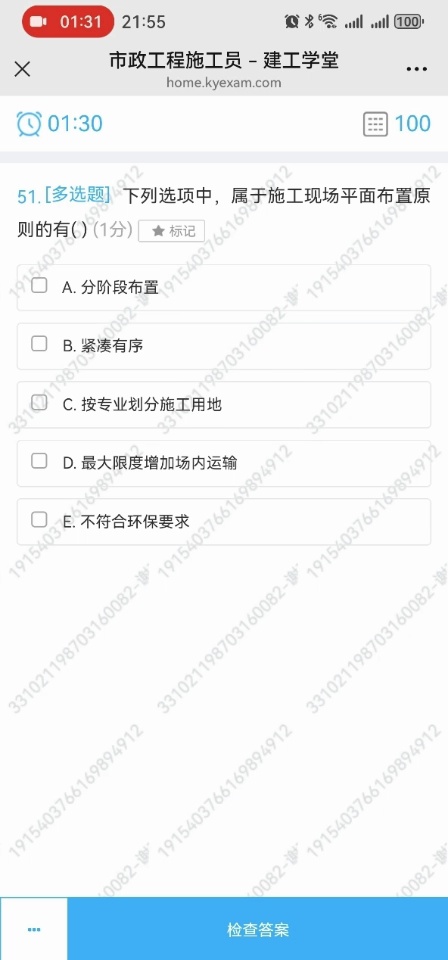 01:31 21:55 6 100
市政工程施工员 – 建工学堂
home.kyexam.com
01:30 100
51.[多选题] 下列选项中，属于施工现场平面布置原
则的有( ) (1分) ★ 标记
A. 分阶段布置
B. 紧凑有序
C. 按专业划分施工用地
D. 最大限度增加场内运输
E. 不符合环保要求
331021198703160082-谢
1915403766169894912
检查答案